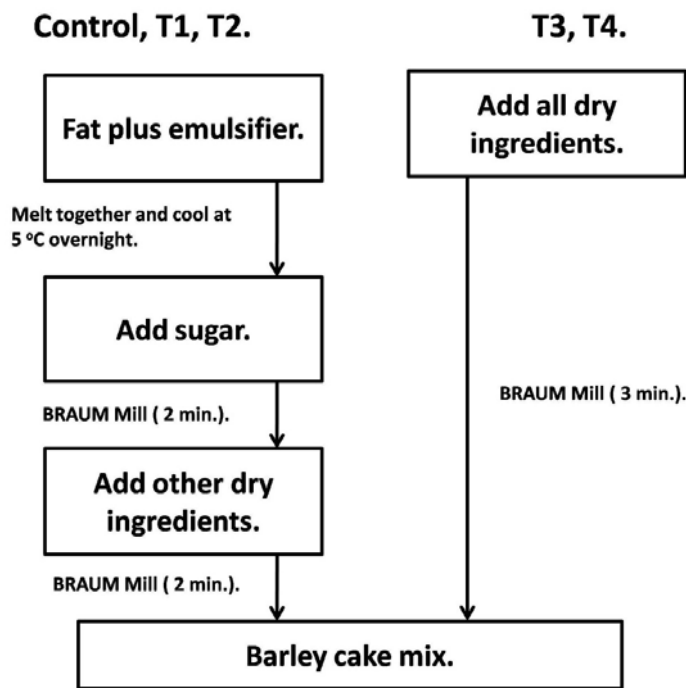 Control, T1, T2.
Fat plus emulsifier.
Melt together and cool at
5 ºC overnight.
Add sugar.
BRAUM Mill ( 2 min.).
Add other dry
ingredients.
BRAUM Mill ( 2 min.).
T3, T4.
Add all dry
ingredients.
BRAUM Mill ( 3 min.).
Barley cake mix.